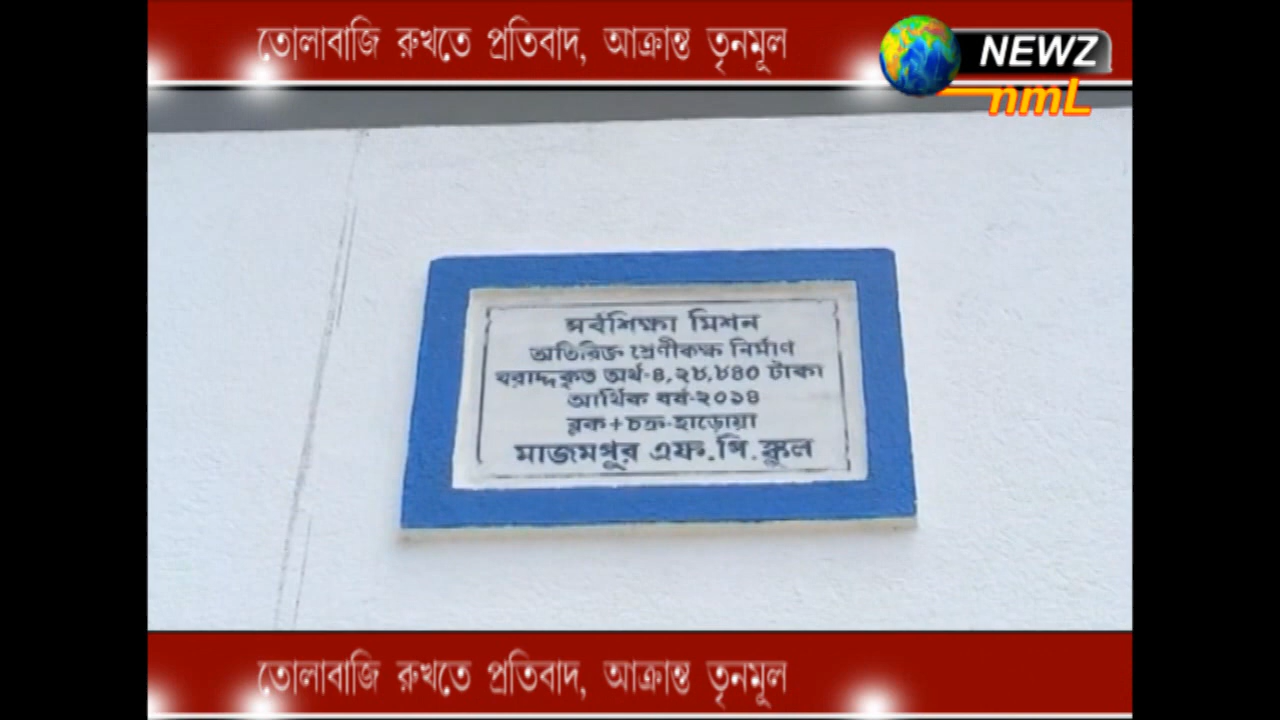 তোলাবাজি রুখতে প্রতিবাদ, আক্রান্ত তৃনমূল
NEWZ
nmL
সর্বশিক্ষা মিশন
অতিরিক্ত শ্রেণীকক্ষ নির্মাণ
বরাদ্দকৃত অর্থ-৪,২৮,৮৪০ টাকা
আর্থিক বর্ষ-২০১৪
ব্লক+চক্র-হাড়োয়া
মাজমপুর এফ.পি.স্কুল
তোলাবাজি রুখতে প্রতিবাদ, আক্রান্ত তৃনমূল